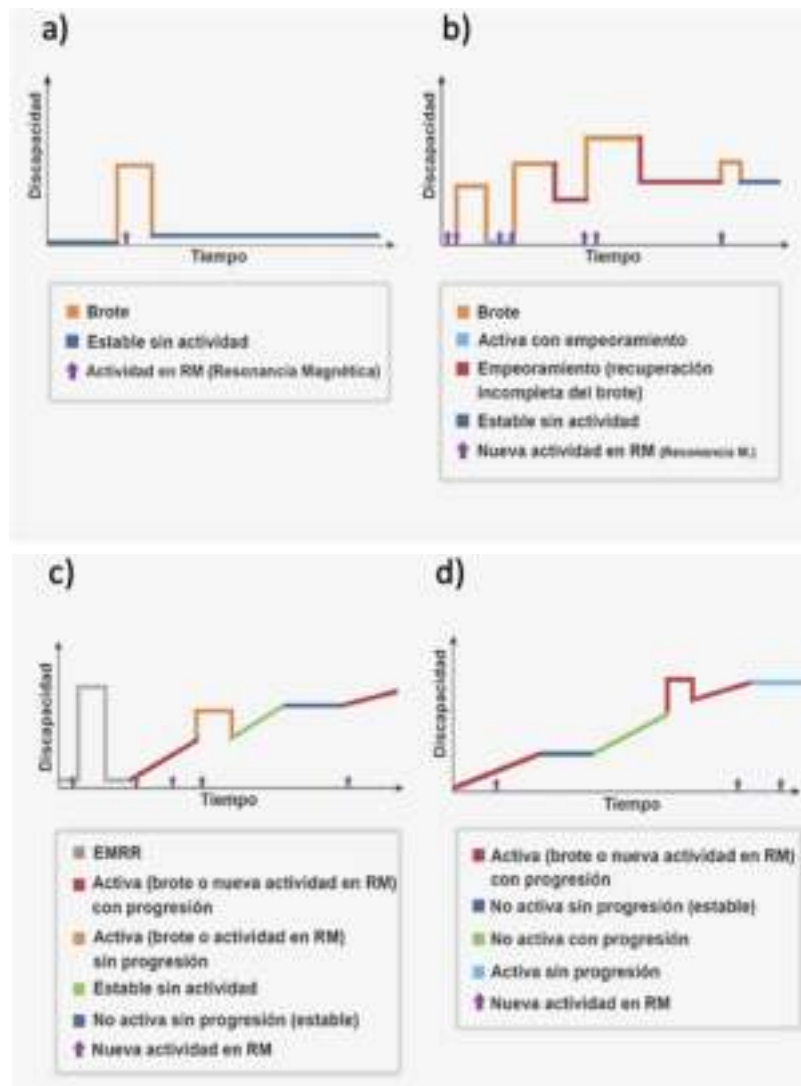 a)
Discapacidad
Tiempo
Brote
Estable sin actividad
Actividad en RM (Resonancia Magnética)
b)
Discapacidad
Tiempo
Brote
Activa con empeoramiento
Empeoramiento (recuperación
incompleta del brote)
Estable sin actividad
Nueva actividad en RM (Resonancia M.)
c)
Discapacidad
Tiempo
EMRR
Activa (brote o nueva actividad en RM)
con progresión
Activa (brote o actividad en RM)
sin progresión
Estable sin actividad
No activa sin progresión (estable)
Nueva actividad en RM
d)
Discapacidad
Tiempo
Activa (brote o nueva actividad en RM)
con progresión
No activa sin progresión (estable)
No activa con progresión
Activa sin progresión
Nueva actividad en RM